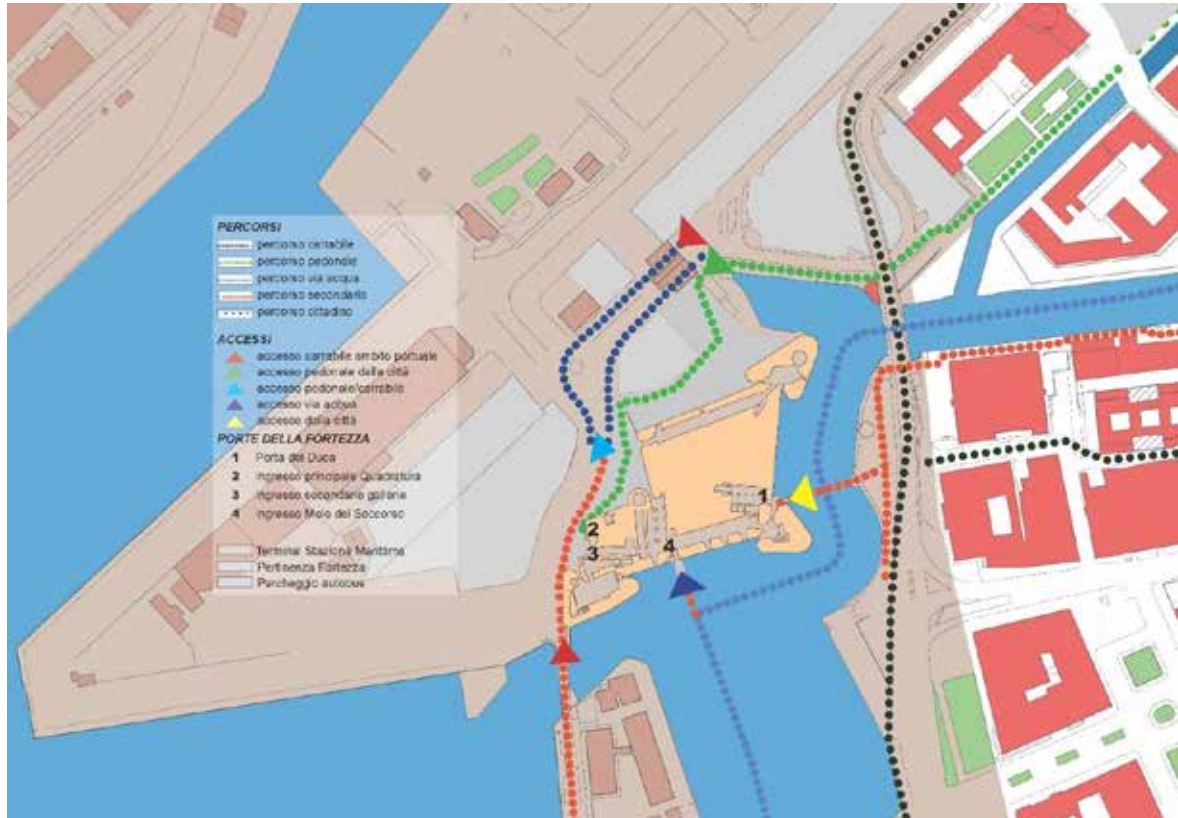 PERCORSI
percorso carrabile
percorso pedonale
percorso via acqua
percorso secondario
percorso cittadino
ACCESSI
accesso carrabile ambito portuale
accesso pedonale dalla città
accesso pedonale/carrabile
accesso via acqua
accesso dalla città
PORTE DELLA FORTEZZA
1 Porta del Duca
2 Ingresso principale Quadratura
3 Ingresso secondario gallerie
4 Ingresso Molo del Soccorso
Terminal Stazione Marittima
Pertinenza Fortezza
Parcheggio autobus
1
2
3
4